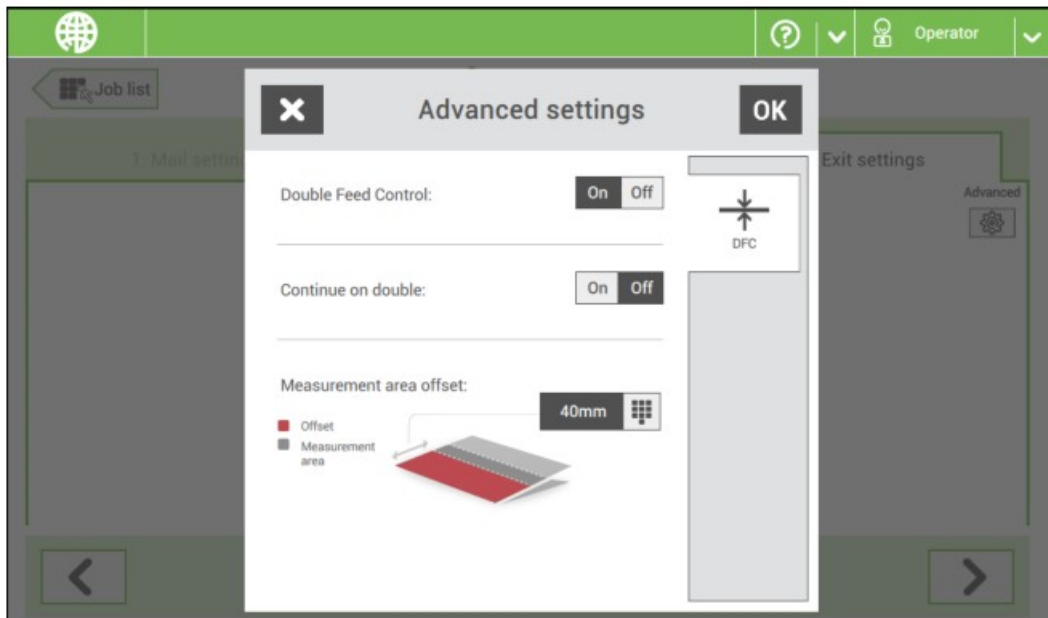 Operator
Job list
Advanced settings
OK
1. Mail settin
Exit settings
Advanced
Double Feed Control:
On Off
DFC
Continue on double:
On Off
Measurement area offset:
40mm
Offset
Measurement
area